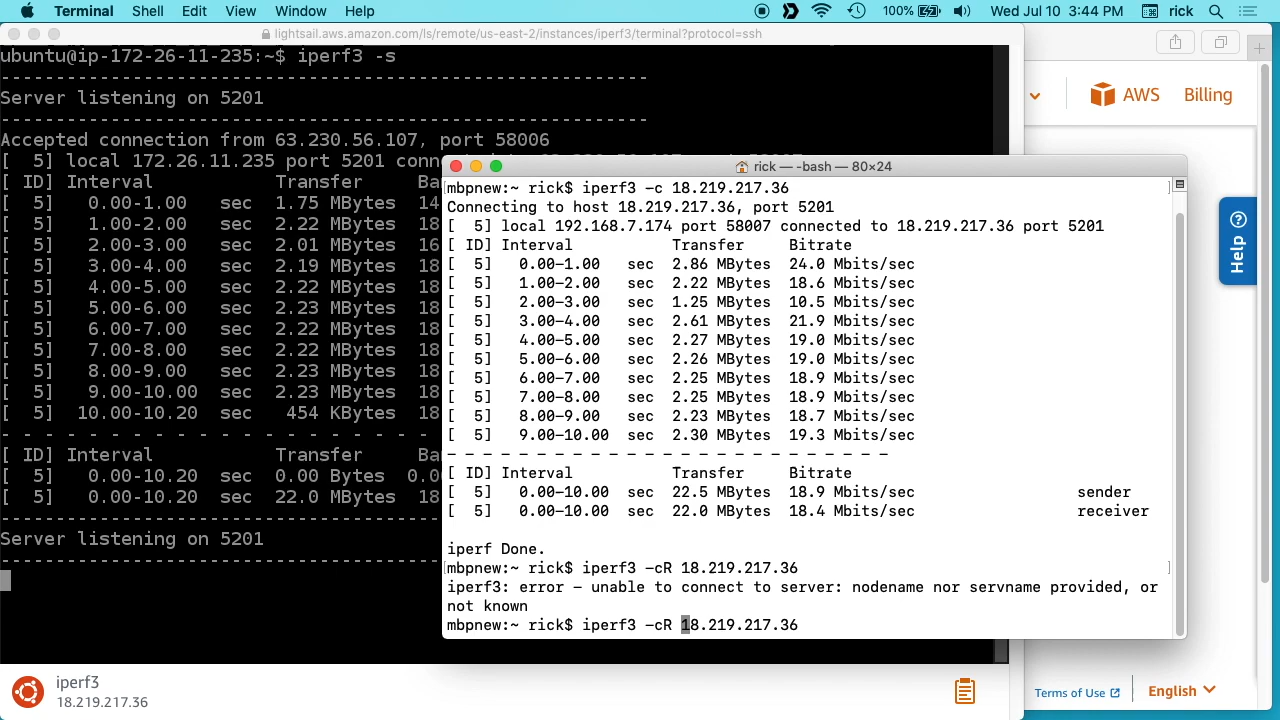 Terminal Shell Edit View Window Help 100% Wed Jul 10 3:44 PM rick
lightsail.aws.amazon.com/ls/remote/us-east-2/instances/iperf3/terminal?protocol=ssh
ubuntu@ip-172-26-11-235:~$ iperf3 -s
-----------------------------------------------------------
Server listening on 5201
-----------------------------------------------------------
Accepted connection from 63.230.56.107, port 58006
[  5] local 172.26.11.235 port 5201
[ ID] Interval Transfer
[  5] 0.00-1.00 sec 1.75 MBytes 14
[  5] 1.00-2.00 sec 2.22 MBytes 18
[  5] 2.00-3.00 sec 2.01 MBytes 16
[  5] 3.00-4.00 sec 2.19 MBytes 18
[  5] 4.00-5.00 sec 2.22 MBytes 18
[  5] 5.00-6.00 sec 2.23 MBytes 18
[  5] 6.00-7.00 sec 2.22 MBytes 18
[  5] 7.00-8.00 sec 2.22 MBytes 18
[  5] 8.00-9.00 sec 2.23 MBytes 18
[  5] 9.00-10.00 sec 2.23 MBytes 18
[  5] 10.00-10.20 sec 454 KBytes 18
- - - - - - - - - - - - - - - - - - - -
[ ID] Interval Transfer
[  5] 0.00-10.20 sec 0.00 Bytes
[  5] 0.00-10.20 sec 22.0 MBytes 18
-----------------------------------------------------------
Server listening on 5201
-----------------------------------------------------------
rick — -bash — 80×24
mbpnew:~ rick$ iperf3 -c 18.219.217.36
Connecting to host 18.219.217.36, port 5201
[  5] local 192.168.7.174 port 58007 connected to 18.219.217.36 port 5201
[ ID] Interval Transfer Bitrate
[  5] 0.00-1.00 sec 2.86 MBytes 24.0 Mbits/sec
[  5] 1.00-2.00 sec 2.22 MBytes 18.6 Mbits/sec
[  5] 2.00-3.00 sec 1.25 MBytes 10.5 Mbits/sec
[  5] 3.00-4.00 sec 2.61 MBytes 21.9 Mbits/sec
[  5] 4.00-5.00 sec 2.27 MBytes 19.0 Mbits/sec
[  5] 5.00-6.00 sec 2.26 MBytes 19.0 Mbits/sec
[  5] 6.00-7.00 sec 2.25 MBytes 18.9 Mbits/sec
[  5] 7.00-8.00 sec 2.25 MBytes 18.9 Mbits/sec
[  5] 8.00-9.00 sec 2.23 MBytes 18.7 Mbits/sec
[  5] 9.00-10.00 sec 2.30 MBytes 19.3 Mbits/sec
- - - - - - - - - - - - - - - - - - - - - - - - -
[ ID] Interval Transfer Bitrate
[  5] 0.00-10.00 sec 22.5 MBytes 18.9 Mbits/sec sender
[  5] 0.00-10.00 sec 22.0 MBytes 18.4 Mbits/sec receiver
iperf Done.
mbpnew:~ rick$ iperf3 -cR 18.219.217.36
iperf3: error - unable to connect to server: nodename nor servname provided, or
not known
mbpnew:~ rick$ iperf3 -cR 18.219.217.36
AWS Billing
Help
iperf3
18.219.217.36
Terms of Use English